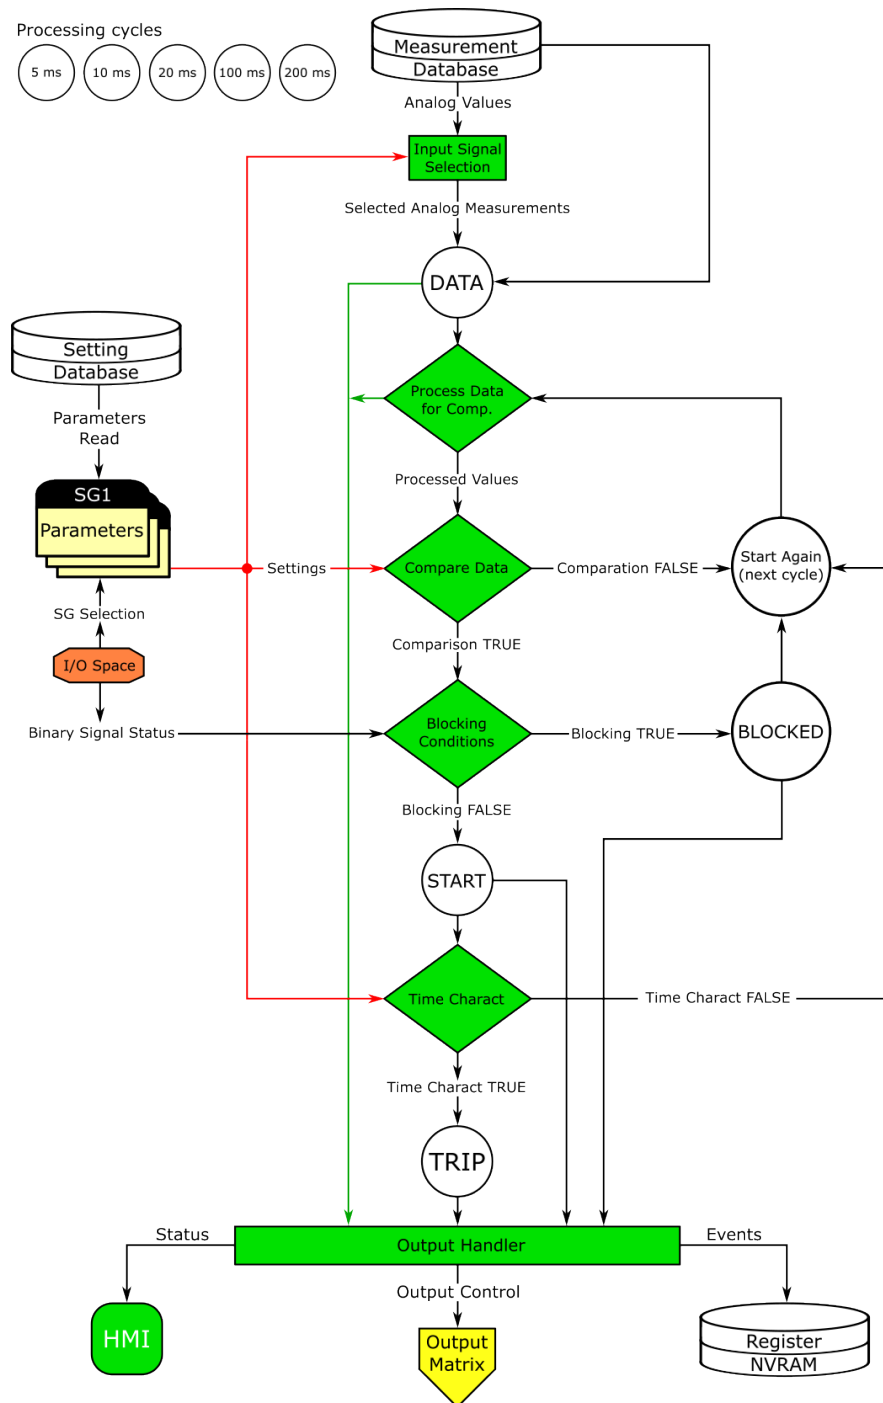 Processing cycles
5 ms
10 ms
20 ms
100 ms
200 ms
Measurement
Database
Analog Values
Input Signal
Selection
Selected Analog Measurements
DATA
Setting
Database
Parameters
Read
Process Data
for Comp.
Processed Values
SG1
Parameters
Settings
Compare Data
Comparation FALSE
Start Again
(next cycle)
SG Selection
Comparison TRUE
I/O Space
Binary Signal Status
Blocking
Conditions
Blocking TRUE
BLOCKED
Blocking FALSE
START
Time Charact
Time Charact FALSE
Time Charact TRUE
TRIP
Status
Output Handler
Events
Output Control
HMI
Output
Matrix
Register
NVRAM